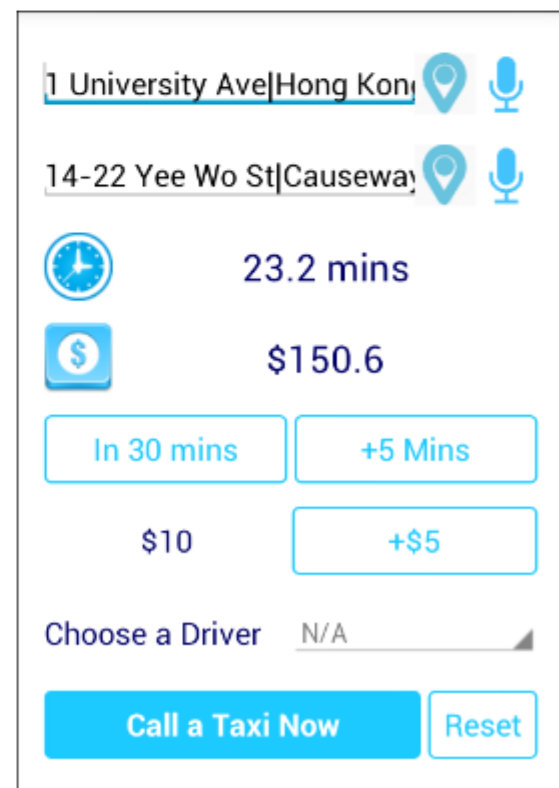 1 University Ave|Hong Kong
14-22 Yee Wo St|Causeway
23.2 mins
$
$150.6
In 30 mins
+5 Mins
$10
+$5
Choose a Driver N/A
Call a Taxi Now
Reset